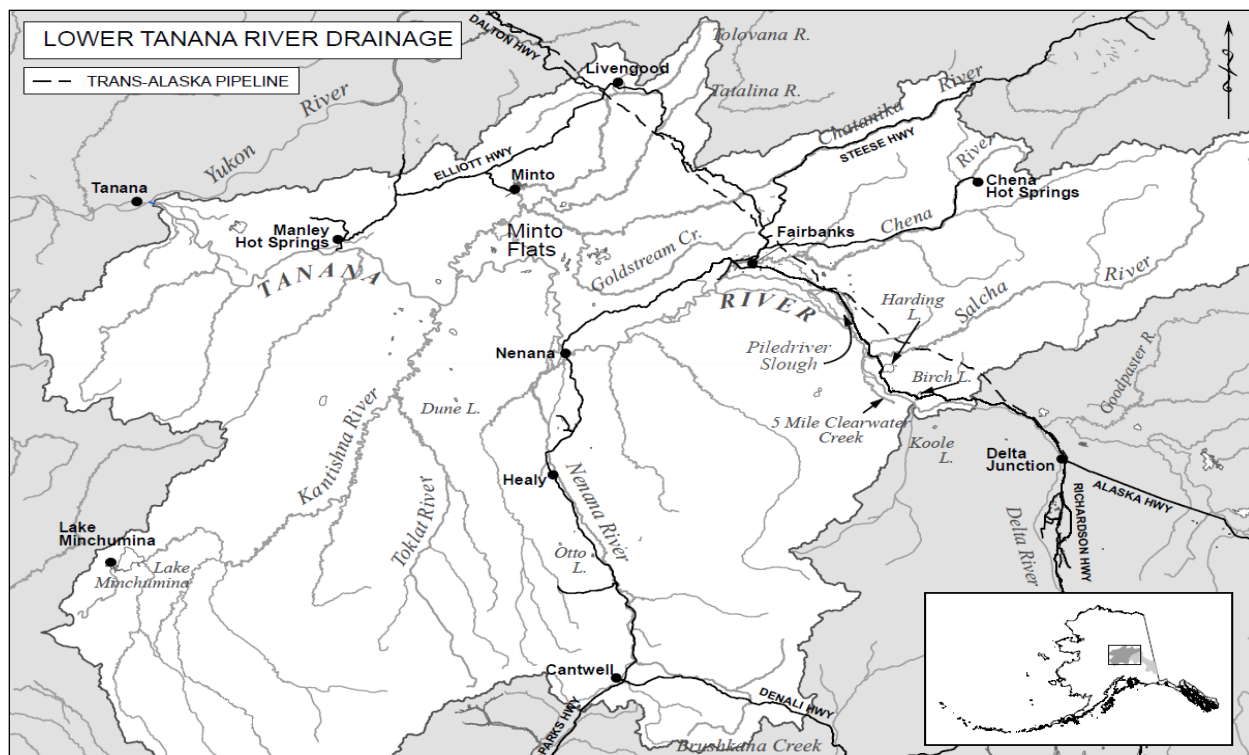 LOWER TANANA RIVER DRAINAGE
TRANS-ALASKA PIPELINE
DALTON HWY
Tolovana R.
Livengood
Tatalina R.
Yukon
River
Chatanika
River
STEESE HWY
River
Chena
Hot Springs
ELLIOTT HWY
Minto
Tanana
Manley
Hot Springs
Minto
Flats
Goldstream Cr.
Fairbanks
Chena
TANANA
RIVER
Harding
L.
Salcha
River
Piledriver
Slough
Nenana
Birch L.
Goodpaster R.
Dune L.
5 Mile Clearwater
Creek
Koole
L.
Kantishna River
Toklat River
Healy
Nenana River
Delta
Junction
ALASKA HWY
RICHARDSON HWY
Delta River
Lake
Minchumina
Lake
Minchumina
Otto
L.
Cantwell
PARKS HWY
DENALI HWY
Brushkana Creek